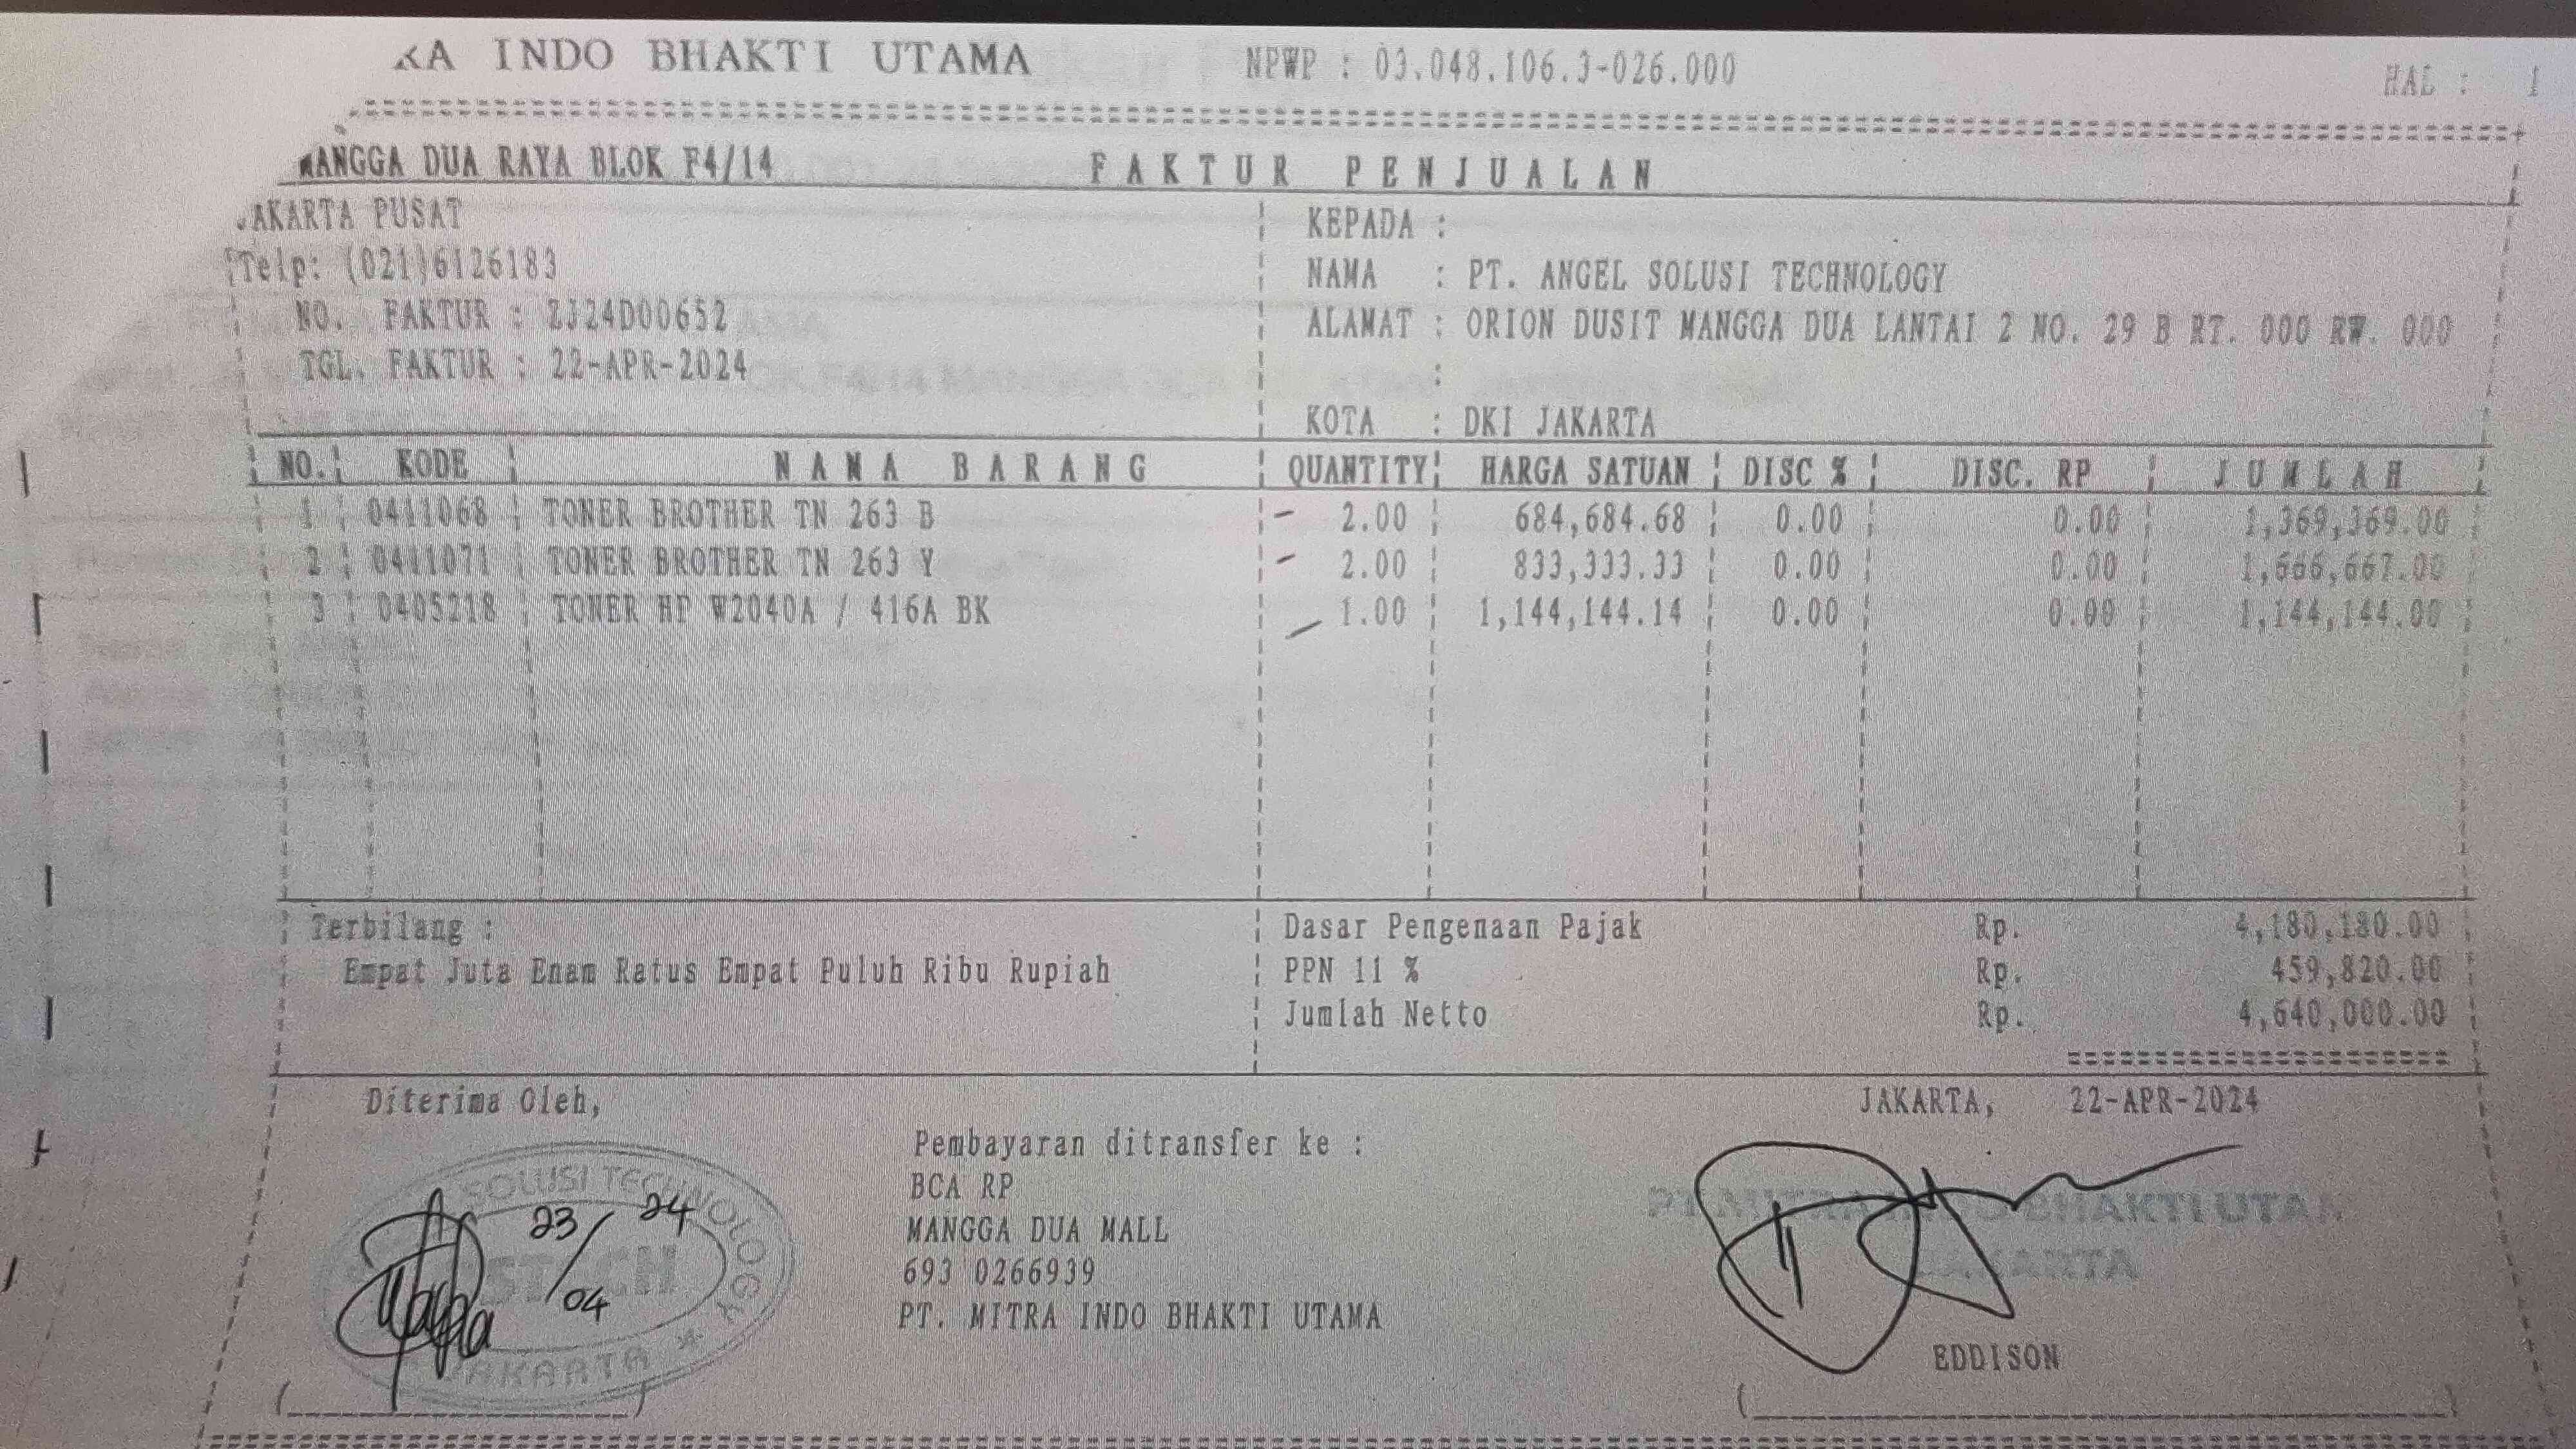 KA INDO BHAKTI UTAMA NPWP : 03.048.106.3-026.000 HAL : 1
MANGGA DUA RAYA BLOK F4/14 FAKTUR PENJUALAN
JAKARTA PUSAT
Telp: (021)6126183
NO. FAKTUR : ZJ24D00652
TGL. FAKTUR : 22-APR-2024
KEPADA :
NAMA : PT. ANGEL SOLUSI TECHNOLOGY
ALAMAT : ORION DUSIT MANGGA DUA LANTAI 2 NO. 29 B RT. 000 RW. 000
:
KOTA : DKI JAKARTA
NO. KODE NAMA BARANG QUANTITY HARGA SATUAN DISC % DISC. RP JUMLAH
1 0411068 TONER BROTHER TN 263 B 2.00 684,684.68 0.00 0.00 1,369,369.00
2 0411071 TONER BROTHER TN 263 Y 2.00 833,333.33 0.00 0.00 1,666,667.00
3 0405218 TONER HP W2040A / 416A BK 1.00 1,144,144.14 0.00 0.00 1,144,144.00
Terbilang :
Empat Juta Enam Ratus Empat Puluh Ribu Rupiah
Dasar Pengenaan Pajak Rp. 4,180,180.00
PPN 11 % Rp. 459,820.00
Jumlah Netto Rp. 4,640,000.00
Diterima Oleh,
SOLUSI TECHNOLOGY
23/04 24
JAKARTA
Pembayaran ditransfer ke :
BCA RP
MANGGA DUA MALL
693 0266939
PT. MITRA INDO BHAKTI UTAMA
JAKARTA, 22-APR-2024
PT MITRA INDO BHAKTI UTAMA
JAKARTA
EDDISON